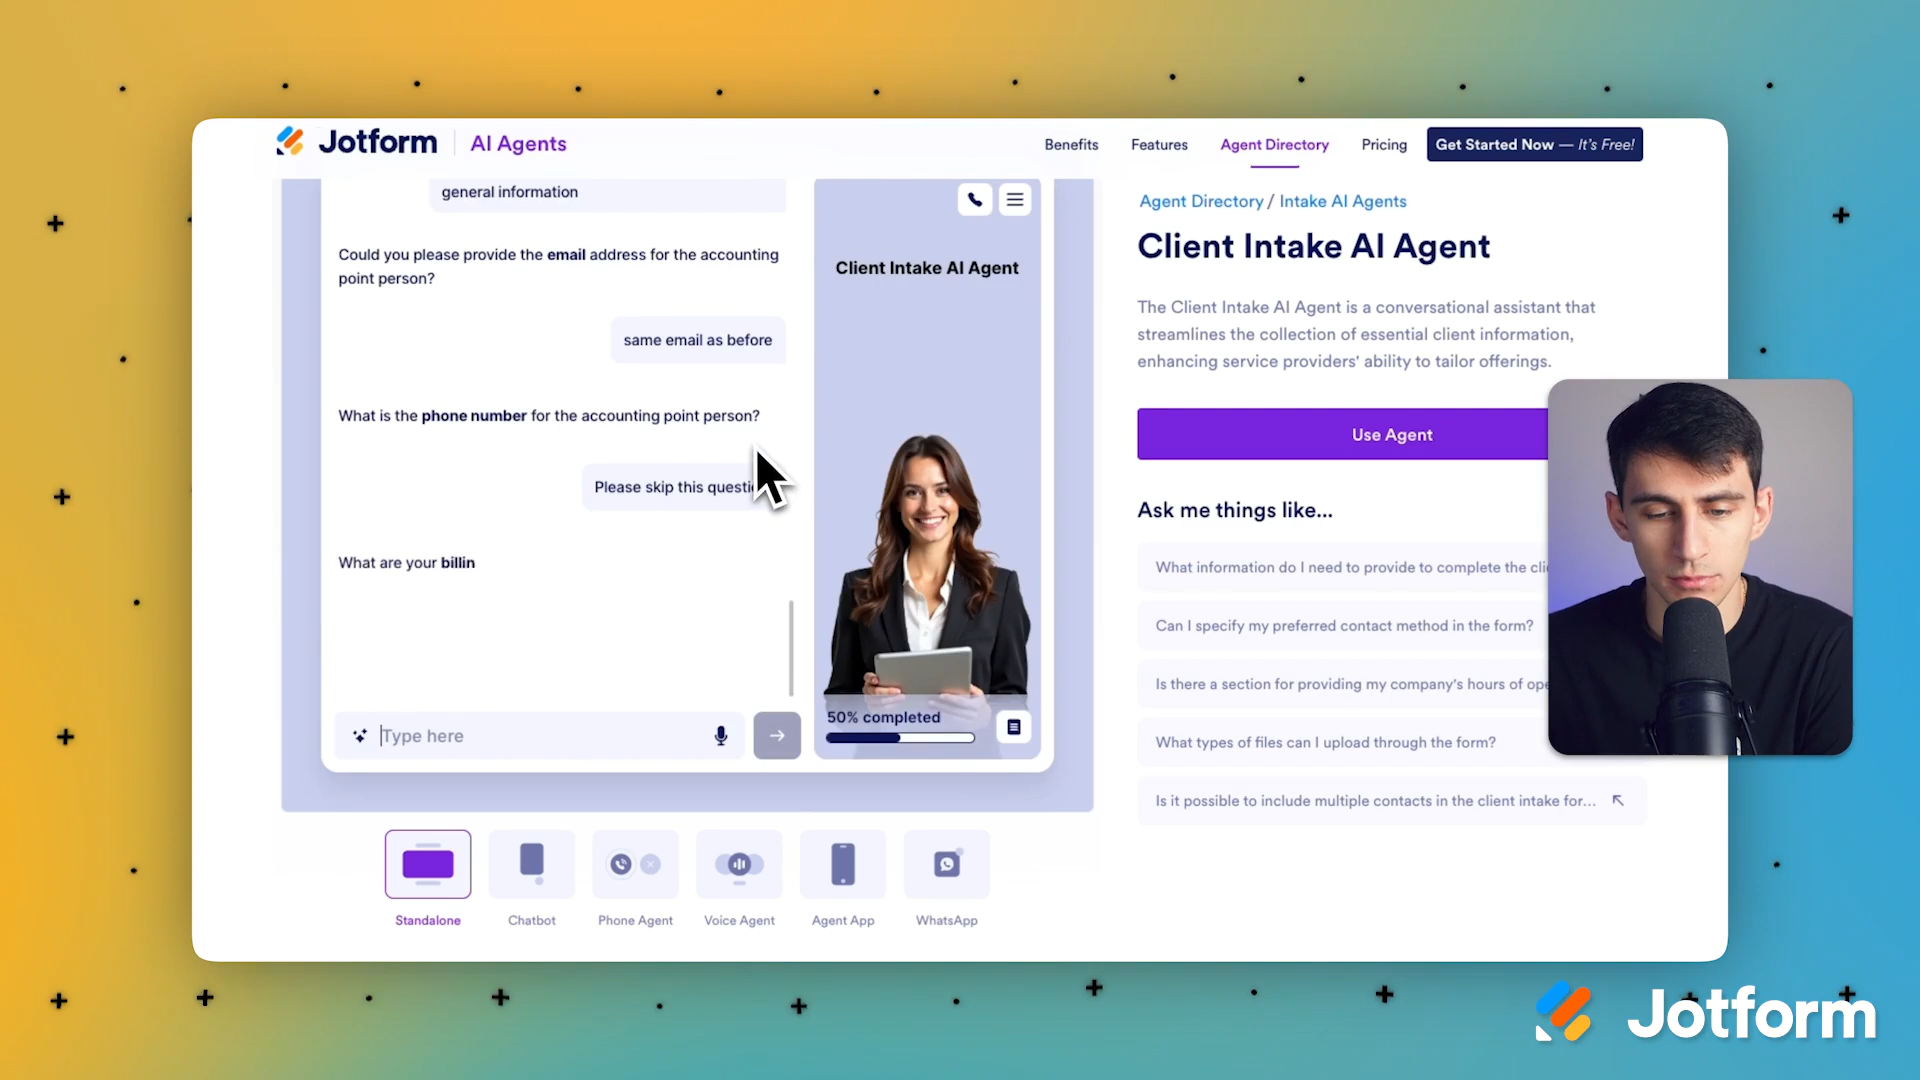 Jotform
AI Agents
Benefits
Features
Agent Directory
Pricing
Get Started Now — It's Free!
general information
Could you please provide the email address for the accounting
point person?
same email as before
What is the phone number for the accounting point person?
Please skip this questi
What are your billin
Type here
Client Intake AI Agent
50% completed
Standalone
Chatbot
Phone Agent
Voice Agent
Agent App
WhatsApp
Agent Directory / Intake AI Agents
Client Intake AI Agent
The Client Intake AI Agent is a conversational assistant that
streamlines the collection of essential client information,
enhancing service providers' ability to tailor offerings.
Use Agent
Ask me things like...
What information do I need to provide to complete the cli
Can I specify my preferred contact method in the form?
Is there a section for providing my company's hours of ope
What types of files can I upload through the form?
Is it possible to include multiple contacts in the client intake for...
Jotform